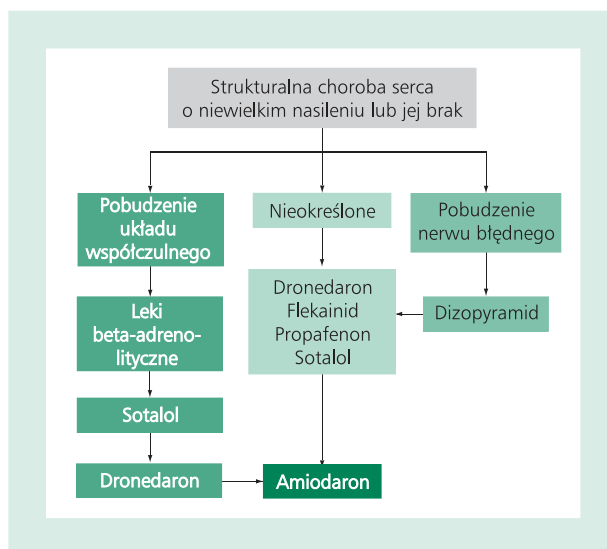 Strukturalna choroba serca
o niewielkim nasileniu lub jej brak
Pobudzenie
układu
współczulnego
Nieokreślone
Pobudzenie
nerwu błędnego
Dronedaron
Flekainid
Propafenon
Sotalol
Dizopyramid
Leki
beta-adreno-
lityczne
Sotalol
Dronedaron
Amiodaron